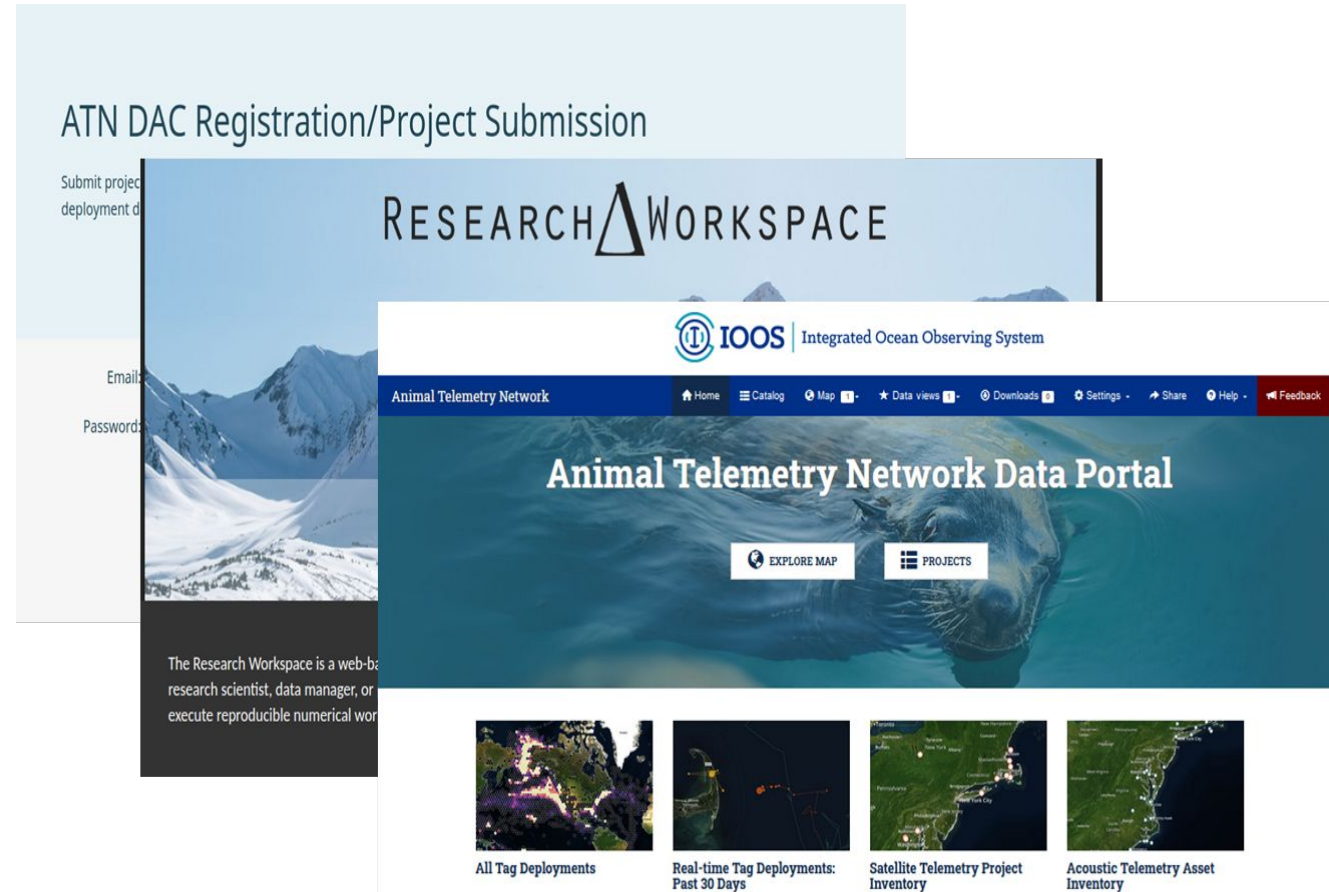 ATN DAC Registration/Project Submission
Submit projec
deployment d
Email:
Password:
RESEARCH WORKSPACE
The Research Workspace is a web-ba
research scientist, data manager, or
execute reproducible numerical wor
IOOS Integrated Ocean Observing System
Animal Telemetry Network Home Catalog Map 1 Data views 1 Downloads 0 Settings Share Help Feedback
Animal Telemetry Network Data Portal
EXPLORE MAP PROJECTS
All Tag Deployments
Real-time Tag Deployments:
Past 30 Days
Satellite Telemetry Project
Inventory
Acoustic Telemetry Asset
Inventory